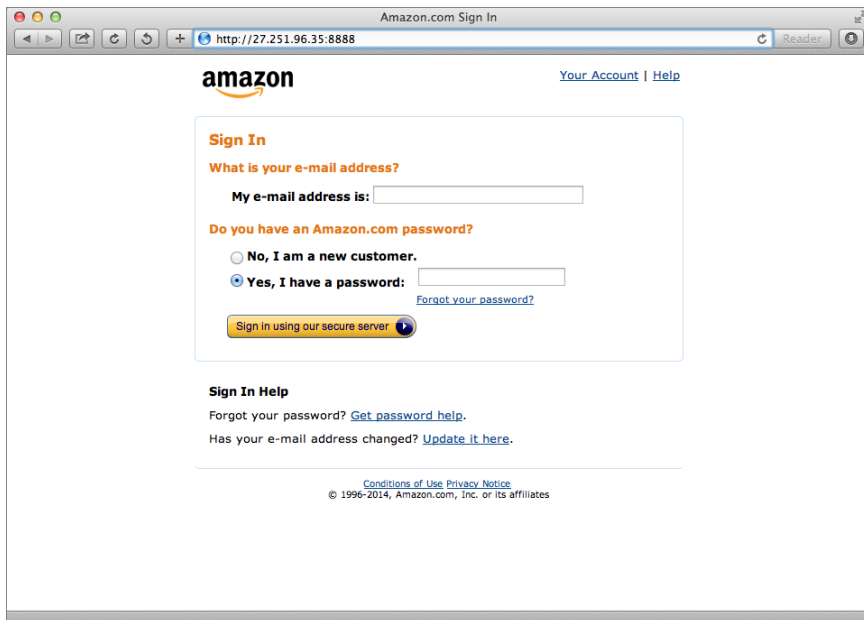 Amazon.com Sign In
http://27.251.96.35:8888
Reader
amazon
Your Account | Help
Sign In
What is your e-mail address?
My e-mail address is:
Do you have an Amazon.com password?
No, I am a new customer.
Yes, I have a password:
Forgot your password?
Sign in using our secure server
Sign In Help
Forgot your password? Get password help.
Has your e-mail address changed? Update it here.
Conditions of Use Privacy Notice
© 1996-2014, Amazon.com, Inc. or its affiliates